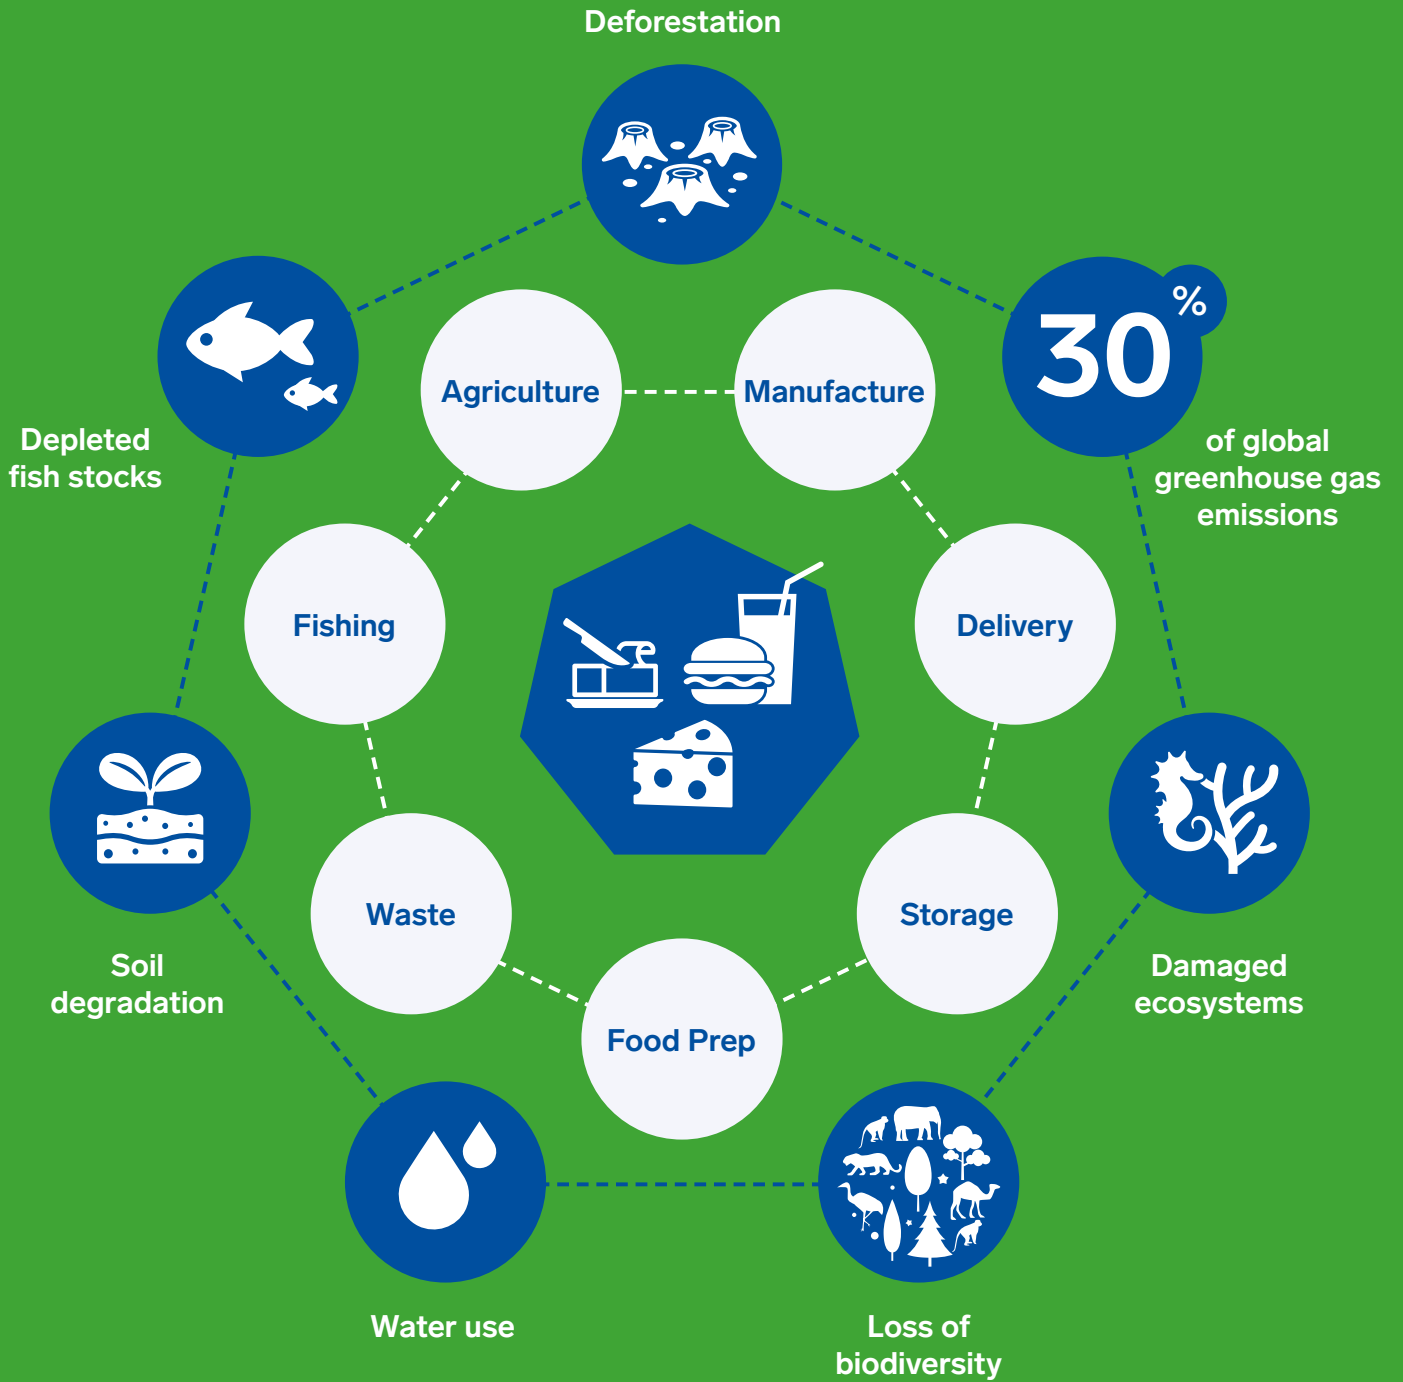 Deforestation
30%
of global
greenhouse gas
emissions
Depleted
fish stocks
Agriculture
Manufacture
Fishing
Delivery
Waste
Storage
Food Prep
Soil
degradation
Damaged
ecosystems
Water use
Loss of
biodiversity